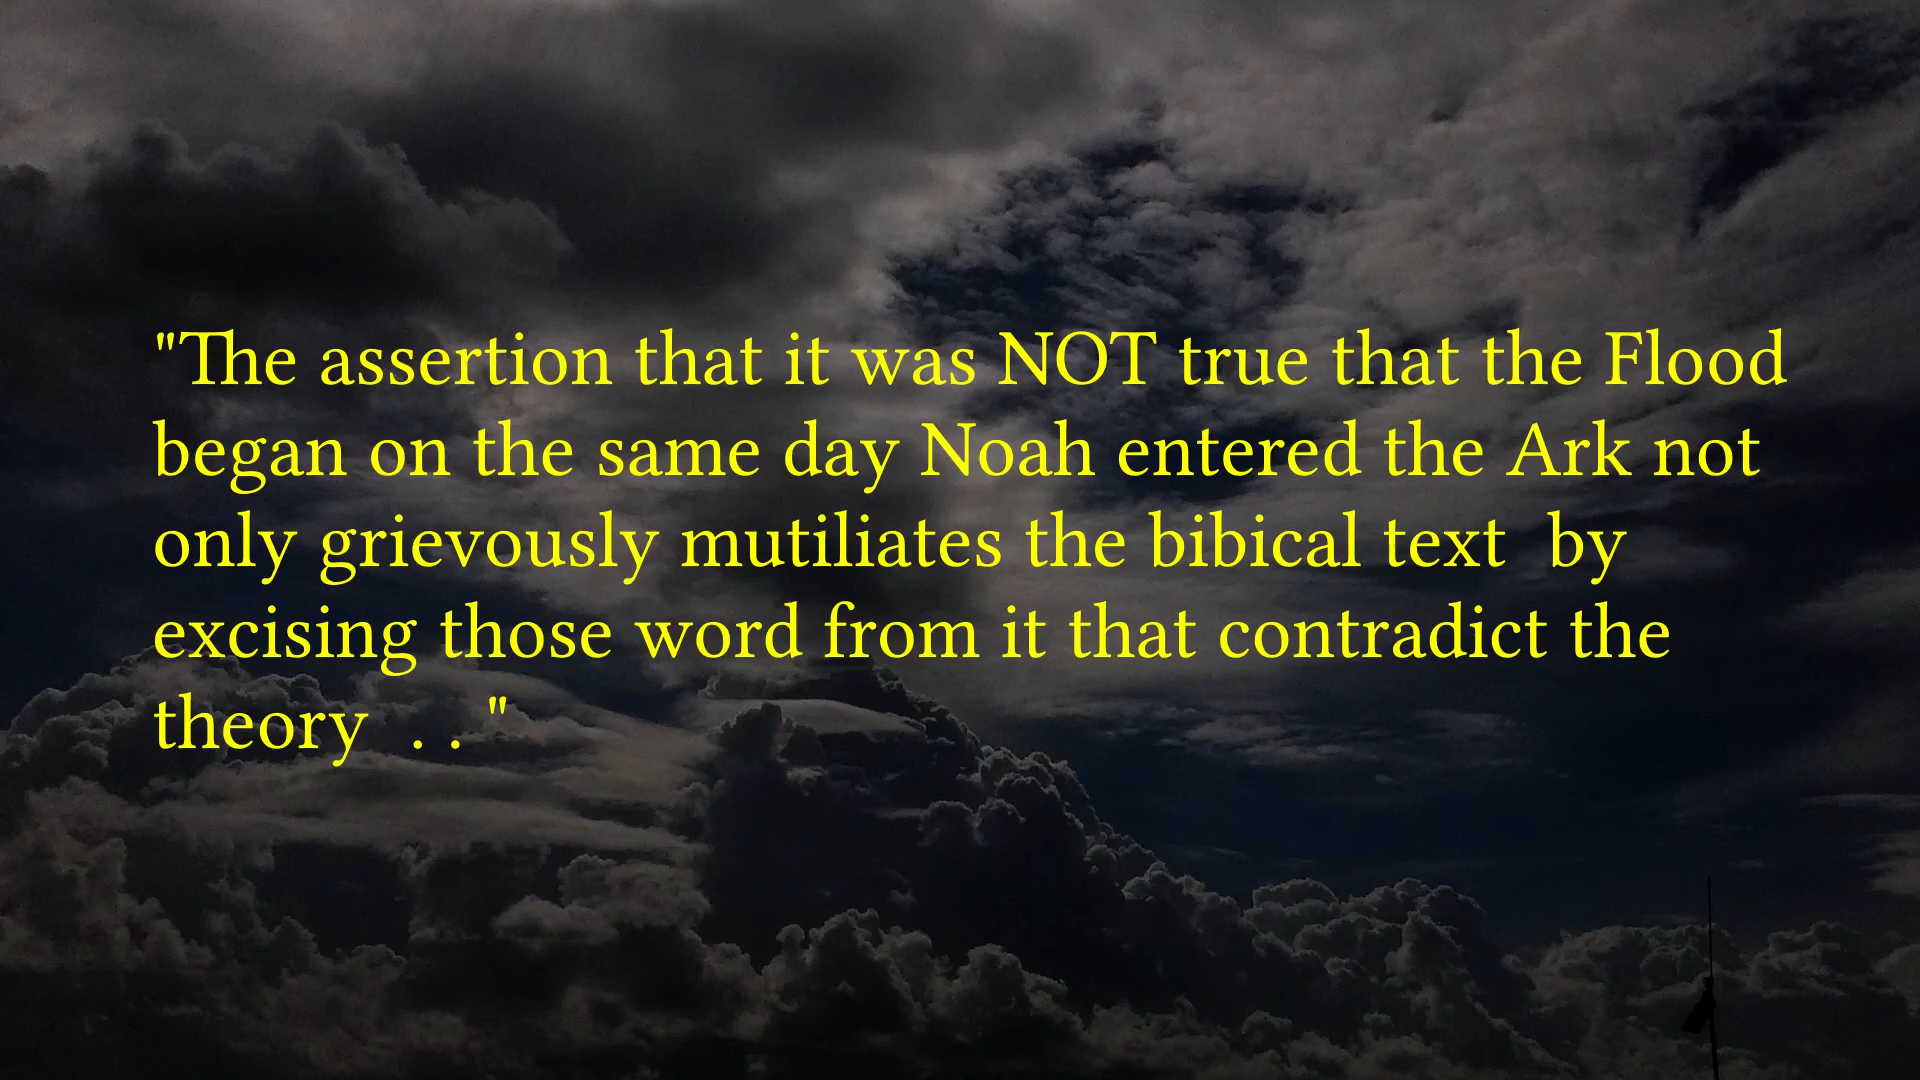 "The assertion that it was NOT true that the Flood
began on the same day Noah entered the Ark not
only grievously mutiliates the bibical text  by
excising those word from it that contradict the
theory  . . "